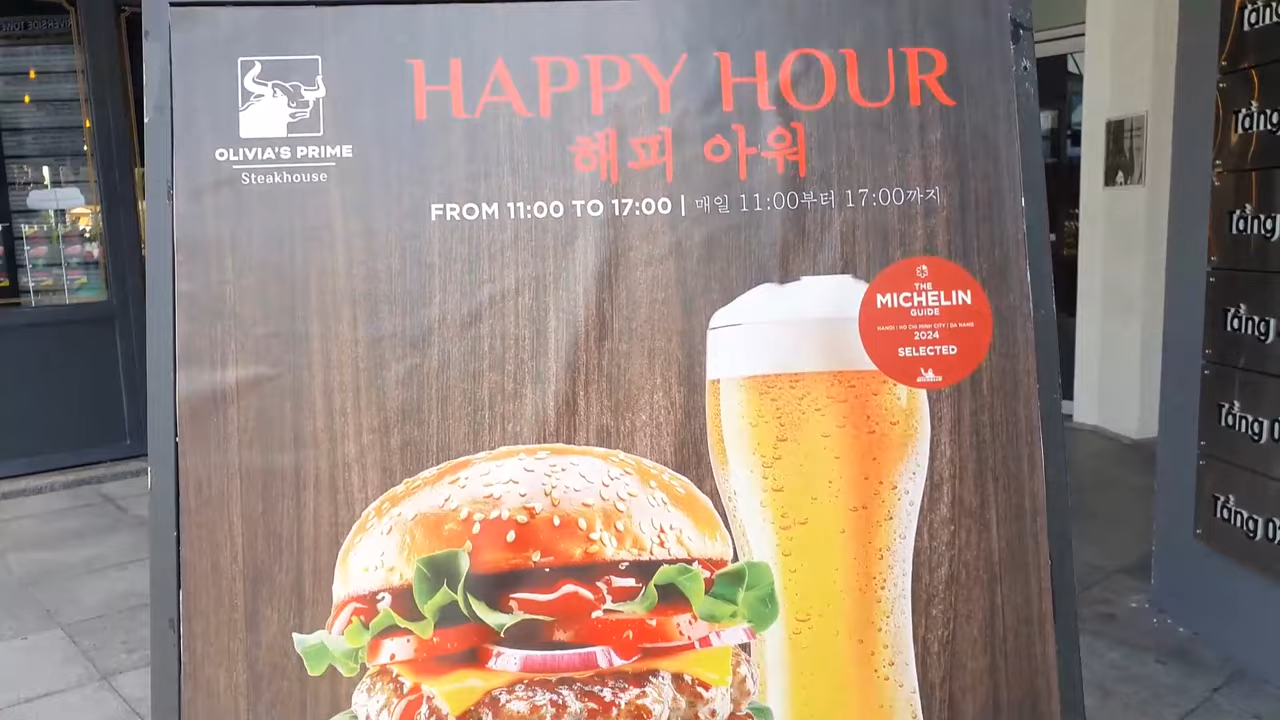 OLIVIA'S PRIME
Steakhouse
HAPPY HOUR
해피 아워
FROM 11:00 TO 17:00 | 매일 11:00부터 17:00까지
THE
MICHELIN
GUIDE
HANOI | HO CHI MINH CITY | DA NANG
2024
SELECTED
Tầng
Tầng
Tầng
Tầng
Tầng 0
Tầng 0